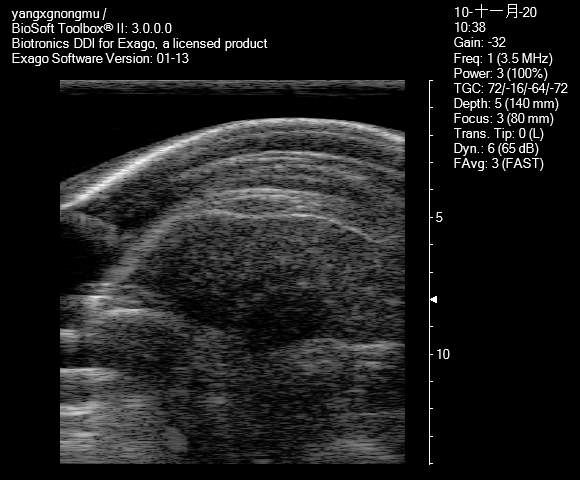 yangxgnongmu /
BioSoft Toolbox® II: 3.0.0.0
Biotronics DDI for Exago, a licensed product
Exago Software Version: 01-13
10-十一月-20
10:38
Gain: -32
Freq: 1 (3.5 MHz)
Power: 3 (100%)
TGC: 72/-16/-64/-72
Depth: 5 (140 mm)
Focus: 3 (80 mm)
Trans. Tip: 0 (L)
Dyn.: 6 (65 dB)
FAvg: 3 (FAST)
5
10